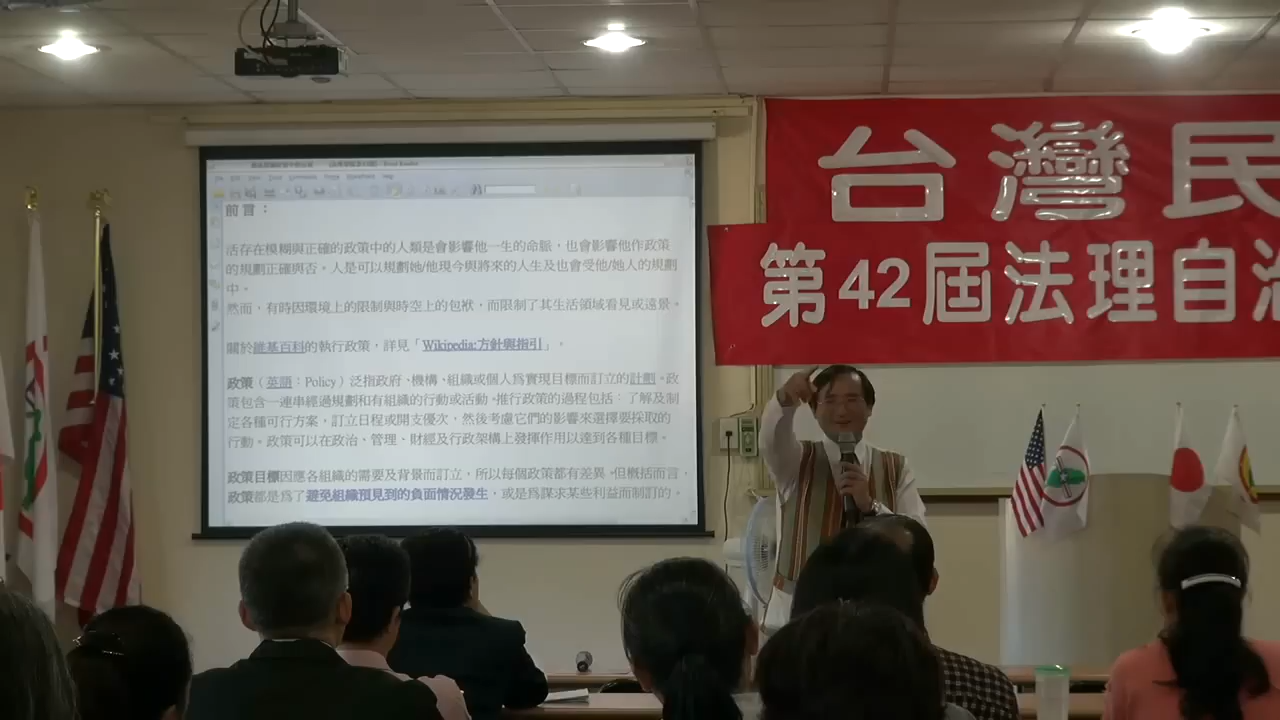 前言：
活存在模糊與正確的政策中的人類是會影響他一生的命脈，也會影響他作政策
的規劃正確與否。人是可以規劃她/他現今與將來的人生及也會受他/她人的規劃
中。
然而，有時因環境上的限制與時空上的包袱，而限制了其生活領域看見或遠景。
關於維基百科的執行政策，詳見「Wikipedia:方針與指引」。
政策（英語：Policy）泛指政府、機構、組織或個人為實現目標而訂立的計劃。政
策包含一連串經過規劃和有組織的行動或活動。推行政策的過程包括：了解及制
定各種可行方案，訂立日程或開支優次，然後考慮它們的影響來選擇要採取的
行動。政策可以在政治、管理、財經及行政架構上發揮作用以達到各種目標。
政策目標因應各組織的需要及背景而訂立，所以每個政策都有差異。但概括而言，
政策都是為了避免組織預見到的負面情況發生，或是為謀求某些利益而制訂的。
台灣民
第42屆法理自治